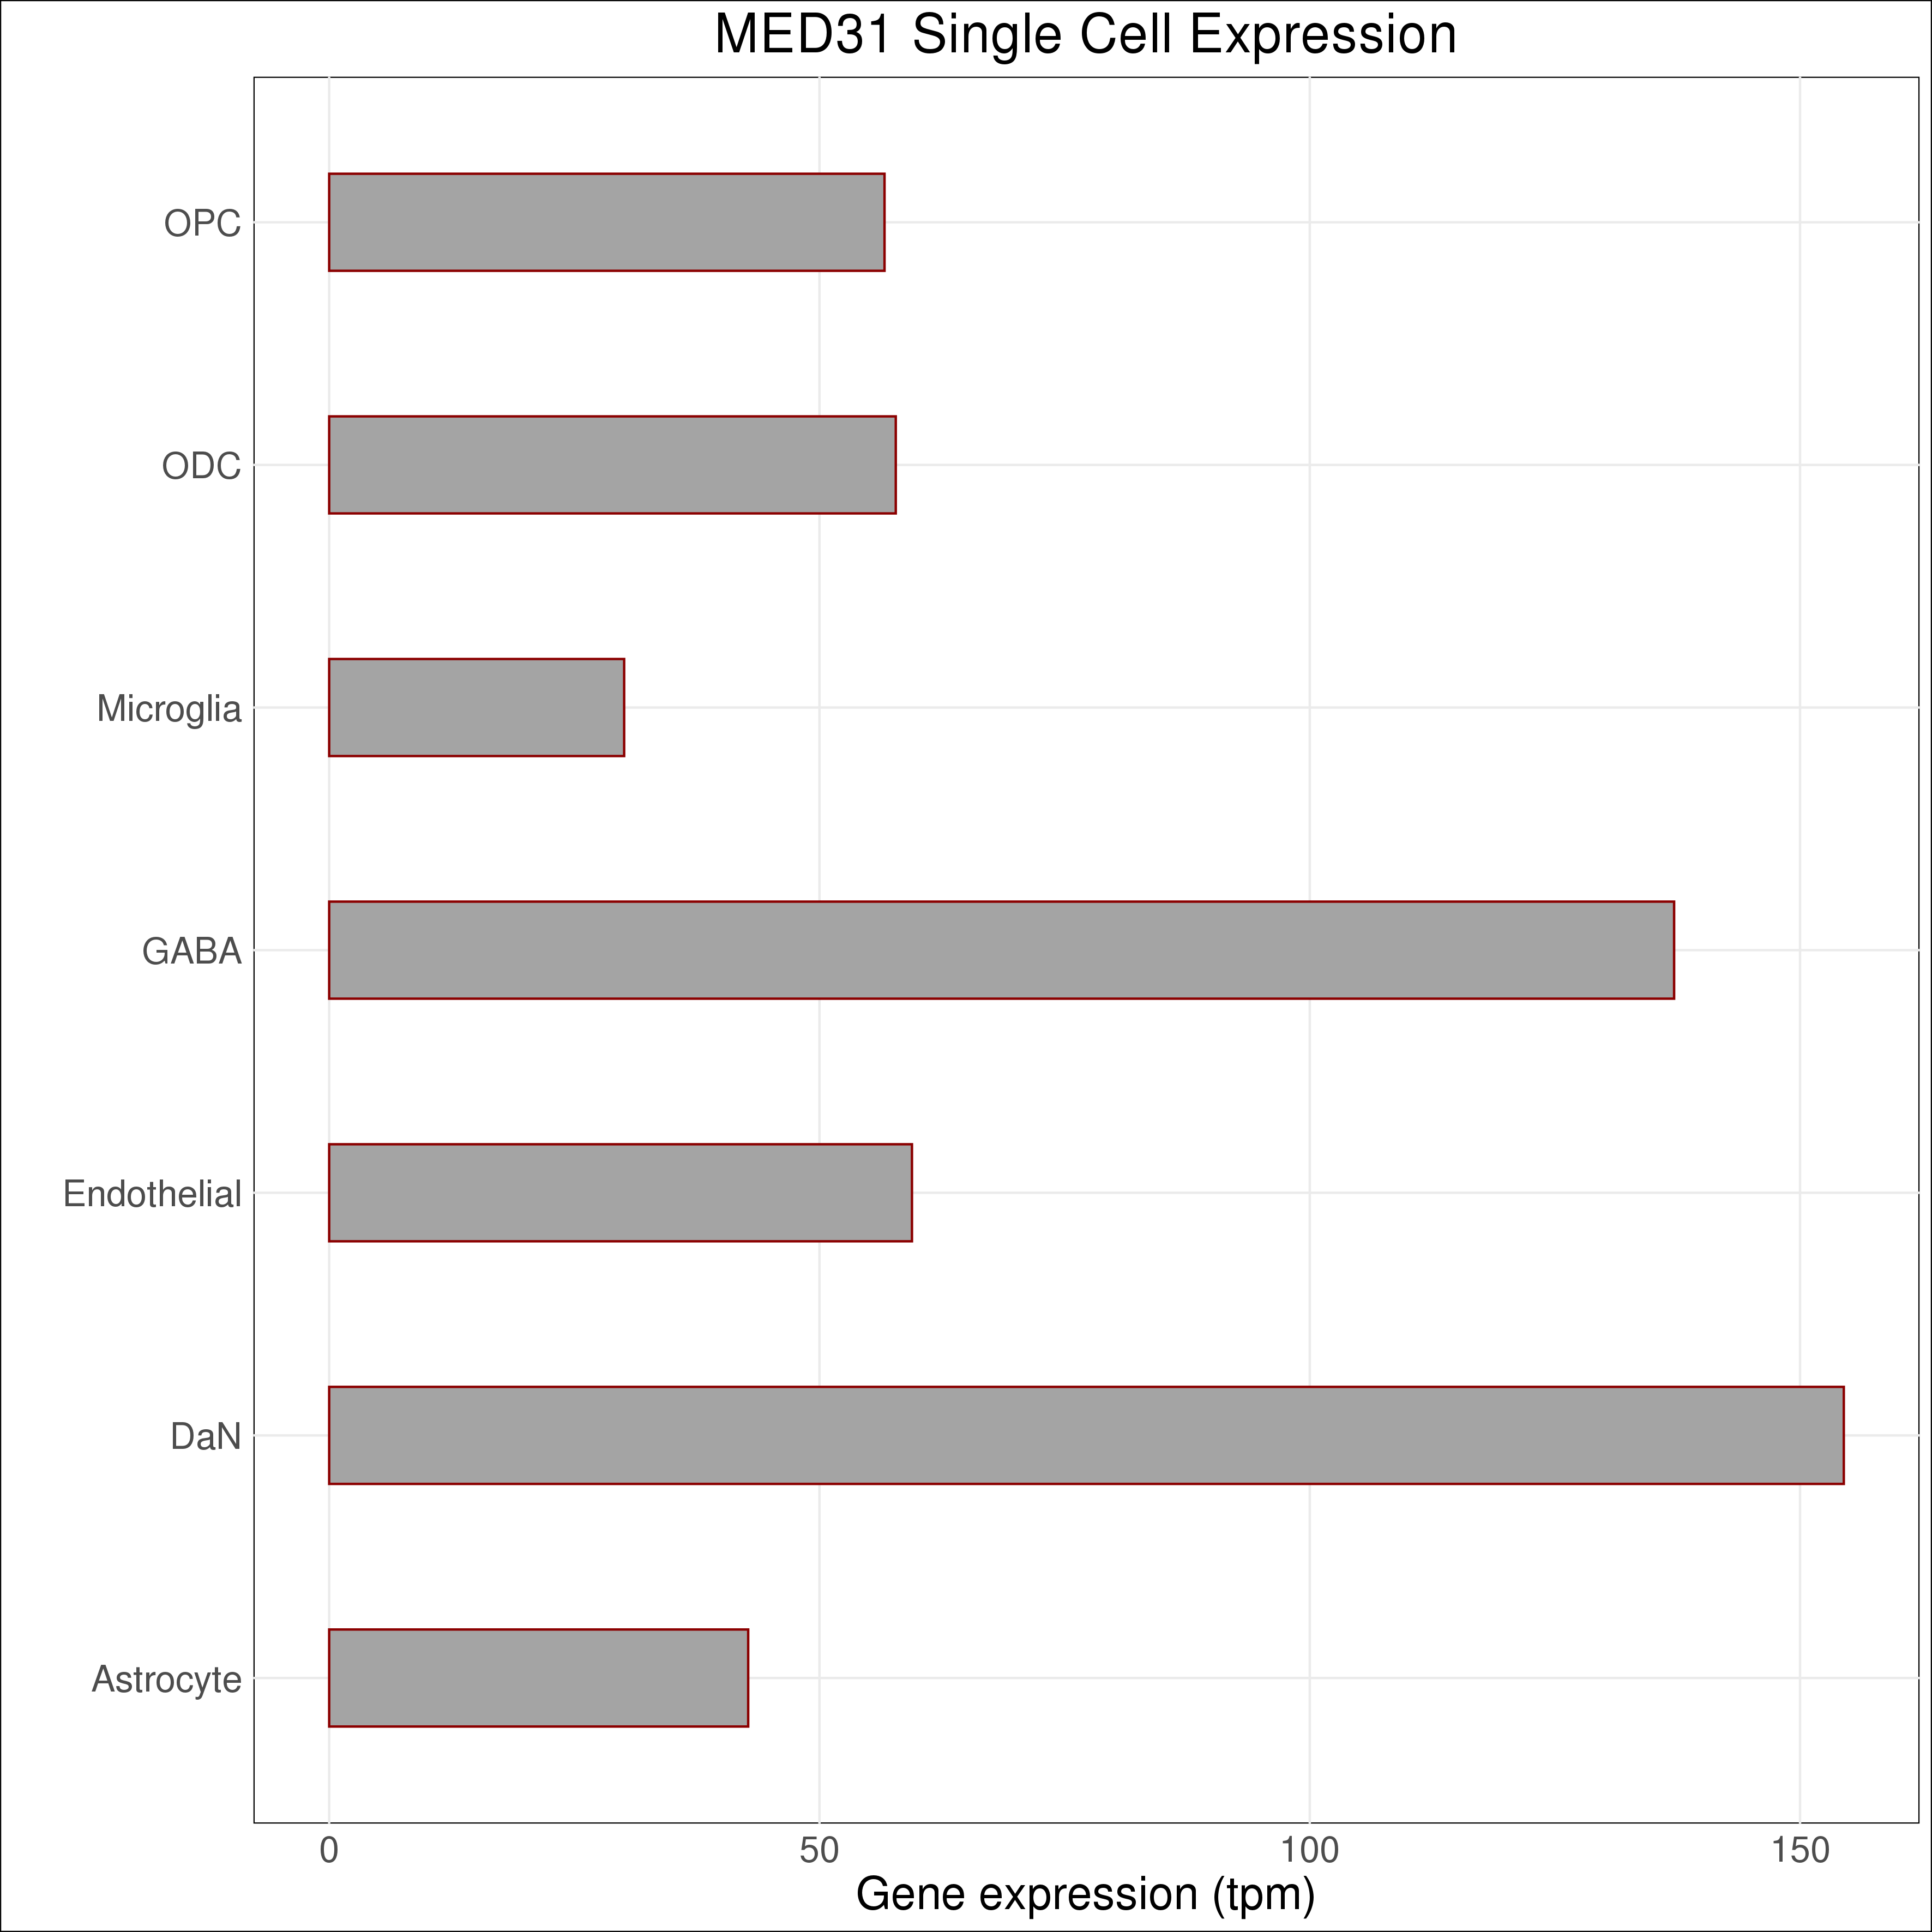 MED31 Single Cell Expression
OPC
ODC
Microglia
GABA
Endothelial
DaN
Astrocyte
0 50 100 150
Gene expression (tpm)